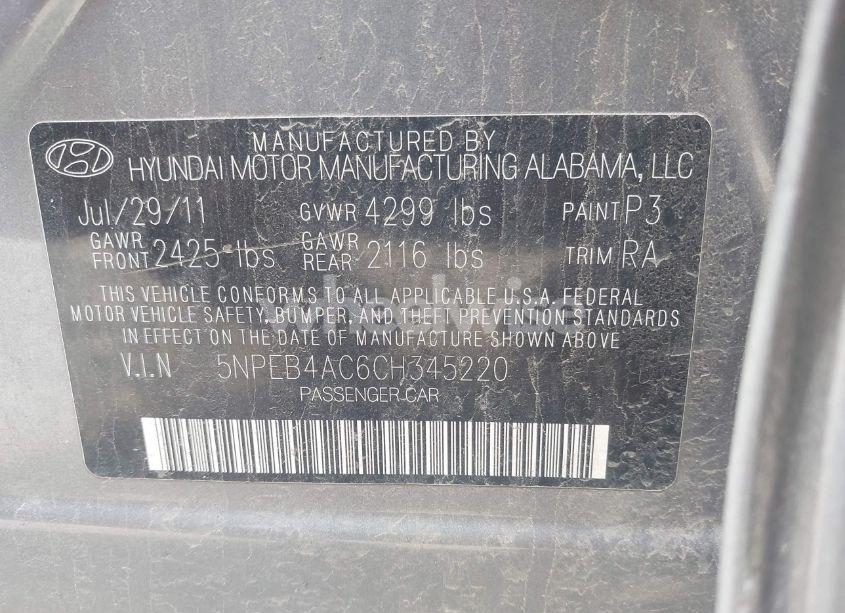 MANUFACTURED BY
HYUNDAI MOTOR MANUFACTURING ALABAMA, LLC
Jul/29/11 GVWR 4299 lbs PAINT P3
GAWR FRONT 2425 lbs GAWR REAR 2116 lbs TRIM RA
THIS VEHICLE CONFORMS TO ALL APPLICABLE U.S.A. FEDERAL
MOTOR VEHICLE SAFETY, BUMPER, AND THEFT PREVENTION STANDARDS
IN EFFECT ON THE DATE OF MANUFACTURE SHOWN ABOVE
V.I.N 5NPEB4AC6CH345220
PASSENGER CAR